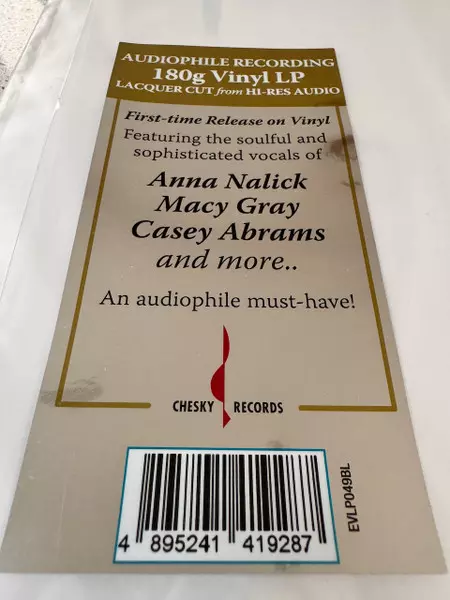 AUDIOPHILE RECORDING
180g Vinyl LP
LACQUER CUT from HI-RES AUDIO
First-time Release on Vinyl
Featuring the soulful and
sophisticated vocals of
Anna Nalick
Macy Gray
Casey Abrams
and more..
An audiophile must-have!
CHESKY RECORDS
EVLP049BL
4 895241 419287